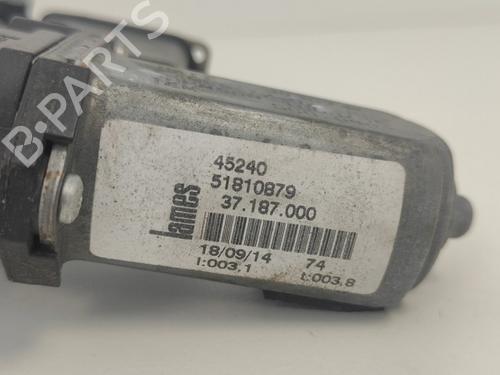 B-PARTS
45240
51810879
lames
37.187.000
18/09/14 74
I:003,1 L:003,8